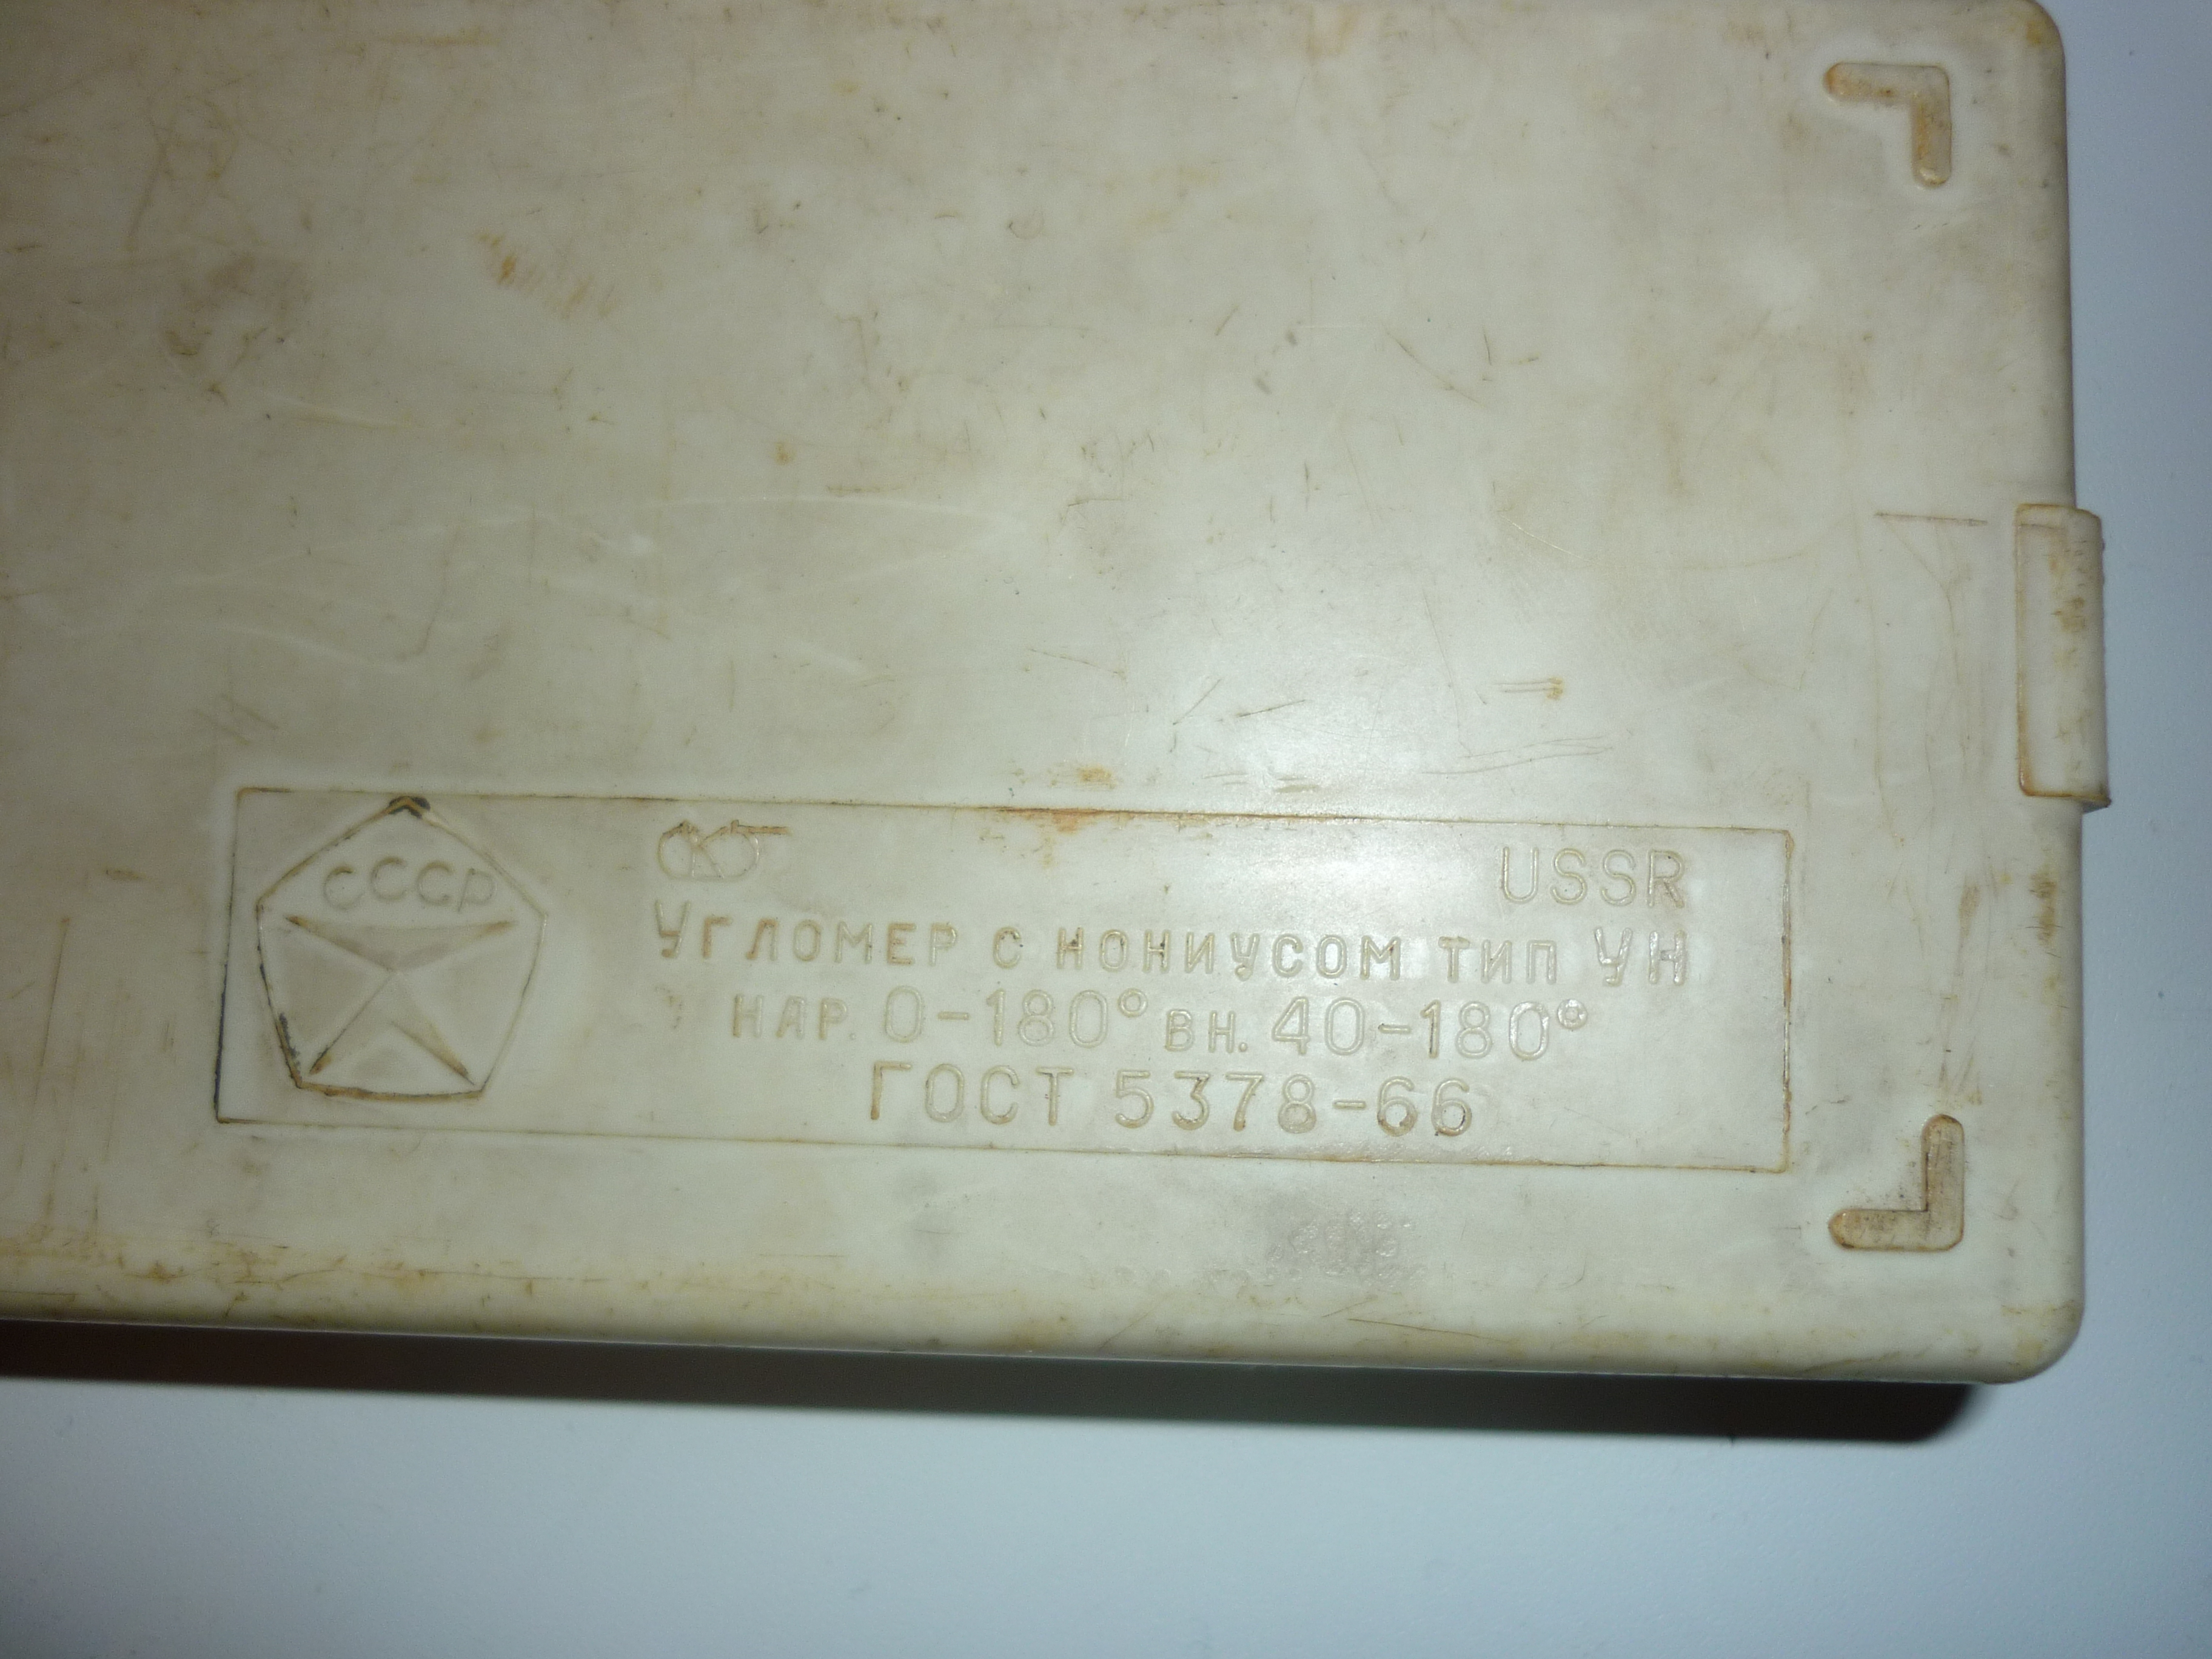 СССР
USSR
Угломер с нониусом тип УН
НАР. 0-180° ВН. 40-180°
ГОСТ 5378-66